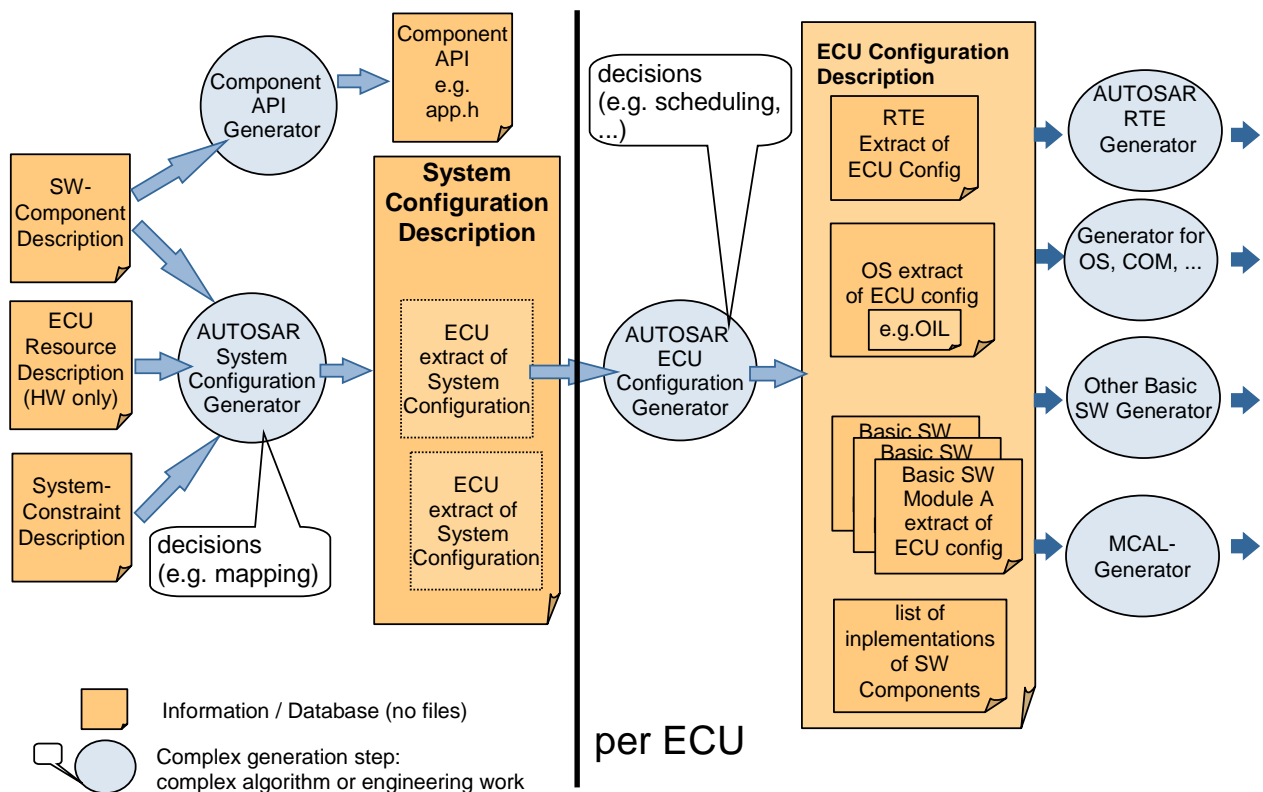 Component
API
Generator
Component
API
e.g.
app.h
SW-
Component
Description
ECU
Resource
Description
(HW only)
System-
Constraint
Description
AUTOSAR
System
Configuration
Generator
decisions
(e.g. mapping)
System
Configuration
Description
ECU
extract of
System
Configuration
ECU
extract of
System
Configuration
decisions
(e.g. scheduling,
...)
AUTOSAR
ECU
Configuration
Generator
ECU Configuration
Description
RTE
Extract of
ECU Config
OS extract
of ECU config
e.g.OIL
Basic SW
Basic SW
Basic SW
Module A
extract of
ECU config
list of
inplementations
of SW
Components
AUTOSAR
RTE
Generator
Generator for
OS, COM, ...
Other Basic
SW Generator
MCAL-
Generator
Information / Database (no files)
Complex generation step:
complex algorithm or engineering work
per ECU